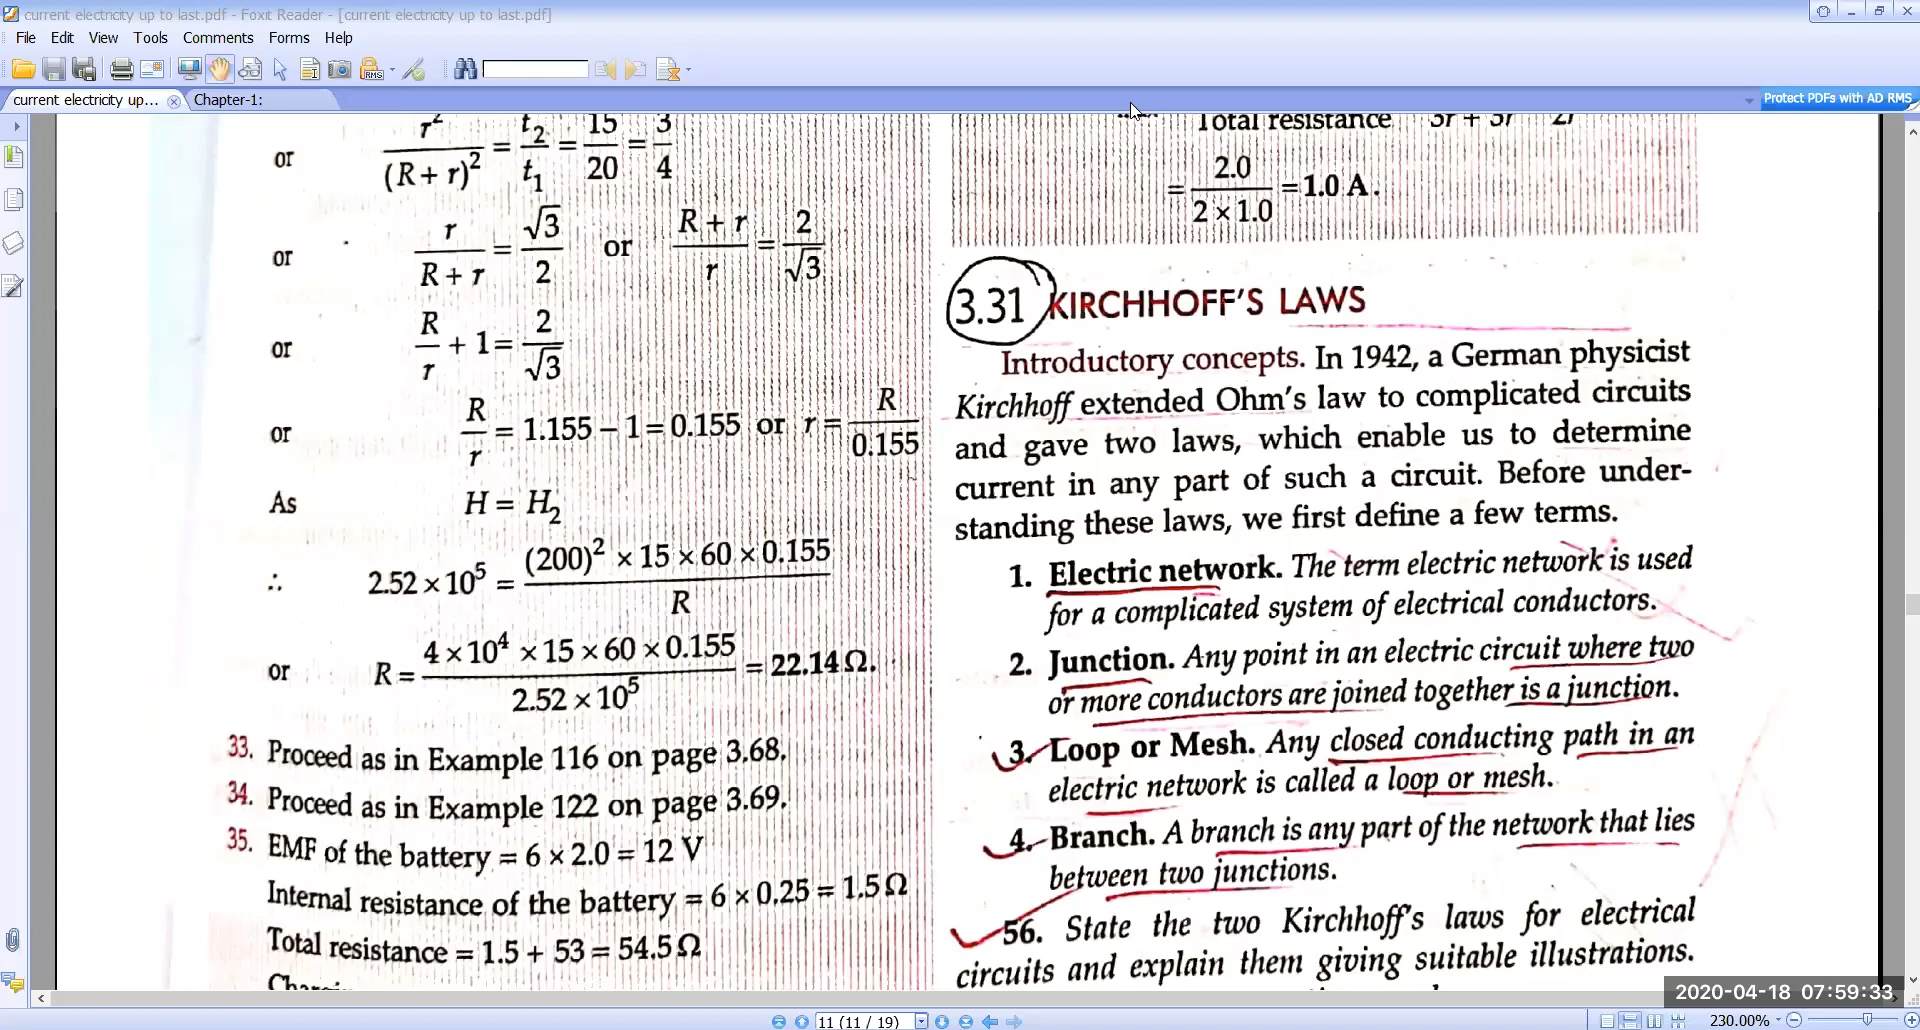 current electricity up to last.pdf - Foxit Reader - [current electricity up to last.pdf]
File Edit View Tools Comments Forms Help
current electricity up... Chapter-1: Protect PDFs with AD RMS
or r²/(R + r)² = t₂/t₁ = 15/20 = 3/4
or r/(R + r) = √3/2 or (R + r)/r = 2/√3
or R/r + 1 = 2/√3
or R/r = 1.155 − 1 = 0.155 or r = R/0.155
As H = H₂
∴ 2.52 × 10⁵ = (200)² × 15 × 60 × 0.155 / R
or R = 4 × 10⁴ × 15 × 60 × 0.155 / 2.52 × 10⁵ = 22.14 Ω.
33. Proceed as in Example 116 on page 3.68.
34. Proceed as in Example 122 on page 3.69.
35. EMF of the battery = 6 × 2.0 = 12 V
Internal resistance of the battery = 6 × 0.25 = 1.5 Ω
Total resistance = 1.5 + 53 = 54.5 Ω
Total resistance
= 2.0 / 2 × 1.0 = 1.0 A.
3.31 KIRCHHOFF'S LAWS
Introductory concepts. In 1942, a German physicist
Kirchhoff extended Ohm's law to complicated circuits
and gave two laws, which enable us to determine
current in any part of such a circuit. Before under-
standing these laws, we first define a few terms.
1. Electric network. The term electric network is used
for a complicated system of electrical conductors.
2. Junction. Any point in an electric circuit where two
or more conductors are joined together is a junction.
3. Loop or Mesh. Any closed conducting path in an
electric network is called a loop or mesh.
4. Branch. A branch is any part of the network that lies
between two junctions.
56. State the two Kirchhoff's laws for electrical
circuits and explain them giving suitable illustrations.
2020-04-18 07:59:33
11 (11 / 19) 230.00%